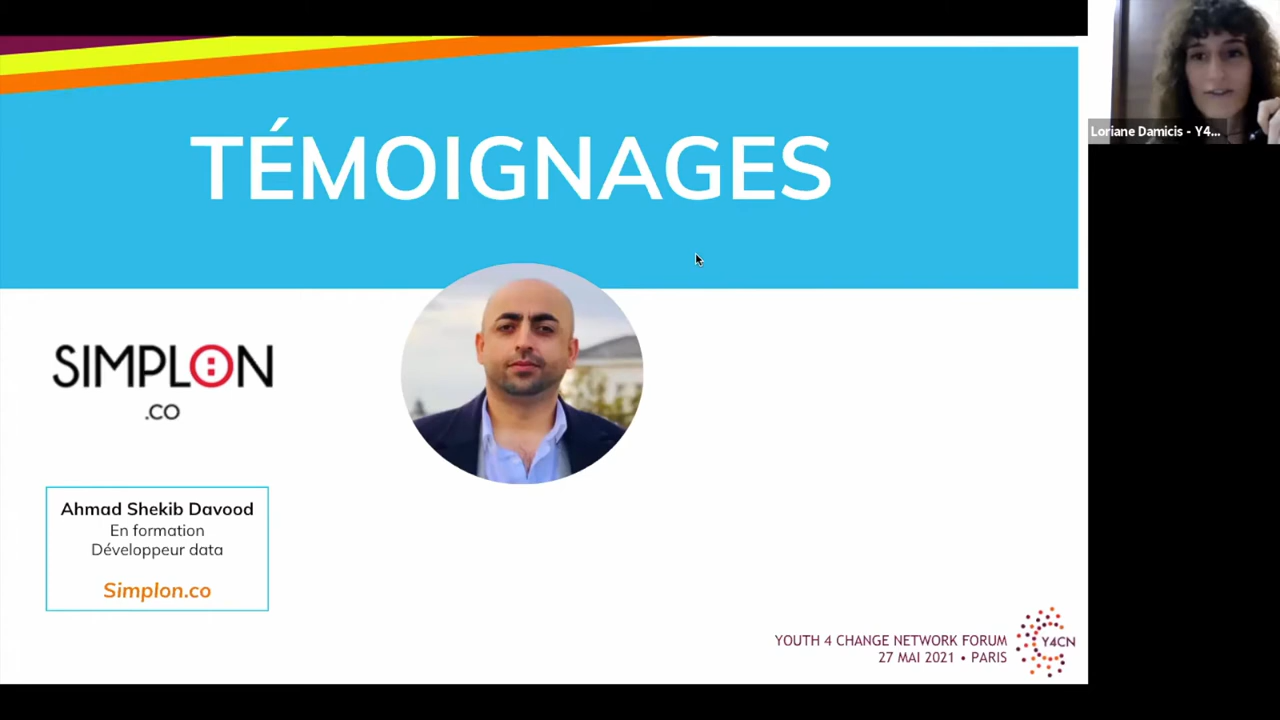 TÉMOIGNAGES
SIMPLON
.CO
Ahmad Shekib Davood
En formation
Développeur data
Simplon.co
YOUTH 4 CHANGE NETWORK FORUM
27 MAI 2021 • PARIS
Y4CN
Loriane Damicis - Y4...